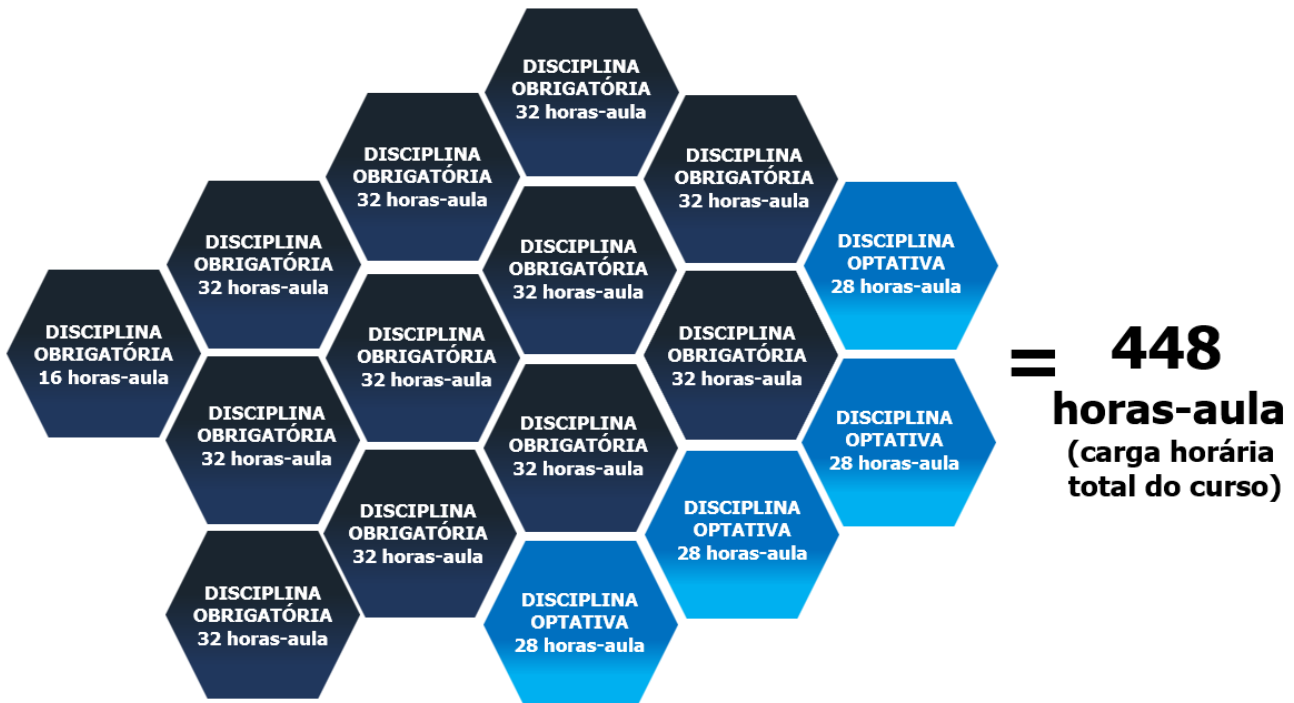 DISCIPLINA
OBRIGATÓRIA
32 horas-aula
DISCIPLINA
OBRIGATÓRIA
32 horas-aula
DISCIPLINA
OBRIGATÓRIA
32 horas-aula
DISCIPLINA
OBRIGATÓRIA
32 horas-aula
DISCIPLINA
OBRIGATÓRIA
32 horas-aula
DISCIPLINA
OPTATIVA
28 horas-aula
DISCIPLINA
OBRIGATÓRIA
16 horas-aula
DISCIPLINA
OBRIGATÓRIA
32 horas-aula
DISCIPLINA
OBRIGATÓRIA
32 horas-aula
DISCIPLINA
OBRIGATÓRIA
32 horas-aula
DISCIPLINA
OBRIGATÓRIA
32 horas-aula
DISCIPLINA
OPTATIVA
28 horas-aula
DISCIPLINA
OBRIGATÓRIA
32 horas-aula
DISCIPLINA
OPTATIVA
28 horas-aula
DISCIPLINA
OBRIGATÓRIA
32 horas-aula
DISCIPLINA
OPTATIVA
28 horas-aula
= 448
horas-aula
(carga horária
total do curso)